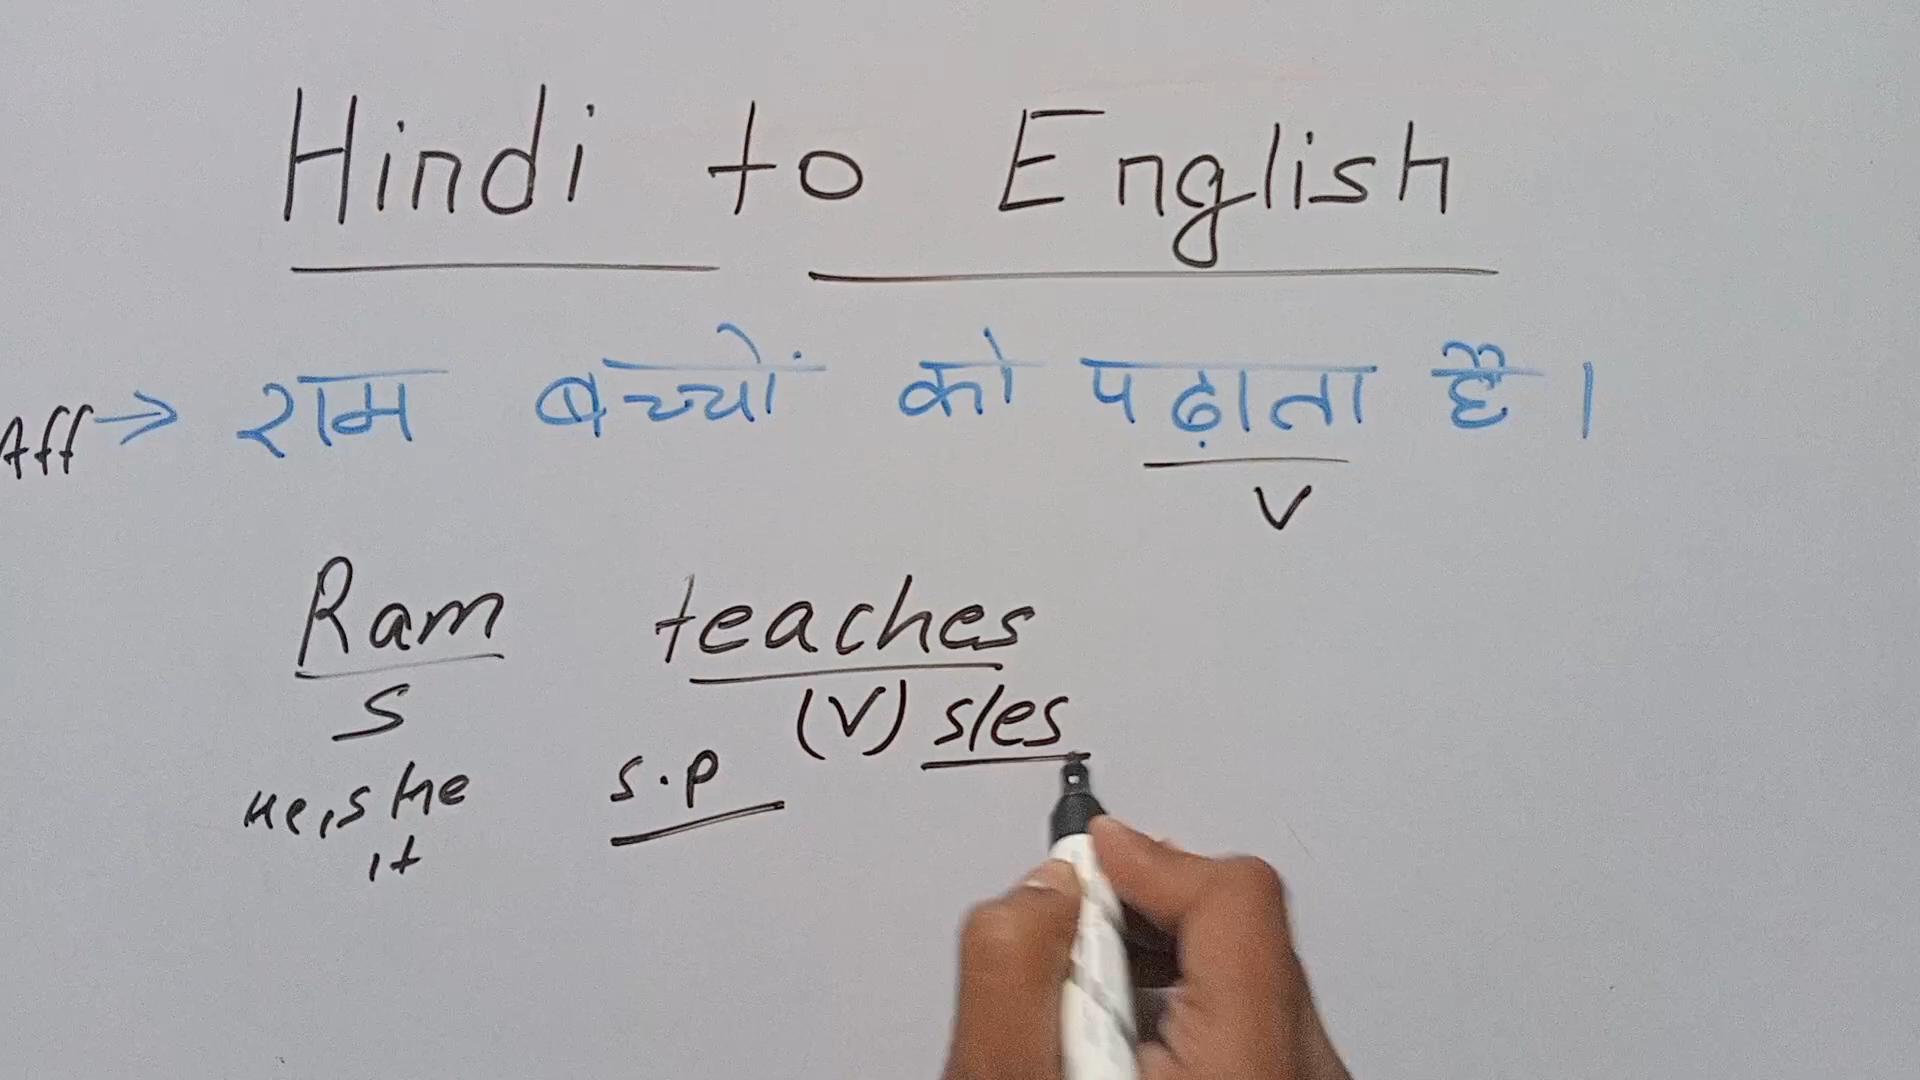 Hindi to English
Aff → राम बच्चों को पढ़ाता है।
V
Ram teaches
S (V) s/es
He, she S.P
it